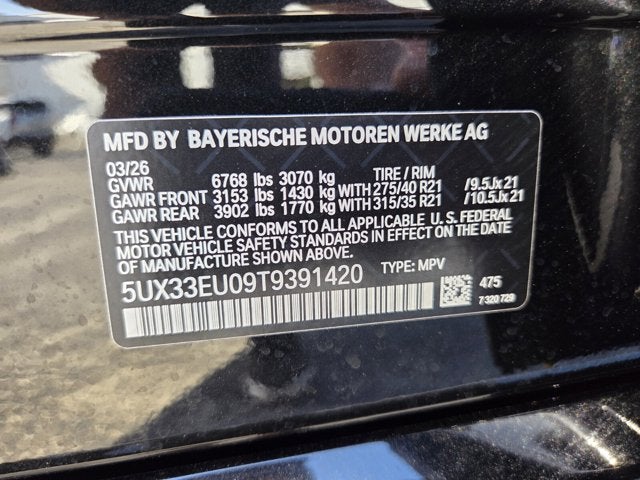 MFD BY BAYERISCHE MOTOREN WERKE AG
03/26 TIRE / RIM
GVWR 6768 lbs 3070 kg
GAWR FRONT 3153 lbs 1430 kg WITH 275/40 R21 /9.5Jx21
GAWR REAR 3902 lbs 1770 kg WITH 315/35 R21 /10.5Jx21
THIS VEHICLE CONFORMS TO ALL APPLICABLE U.S. FEDERAL
MOTOR VEHICLE SAFETY STANDARDS IN EFFECT ON THE DATE
OF MANUFACTURE SHOWN ABOVE.
5UX33EU09T9391420 TYPE: MPV
475
7 320 729